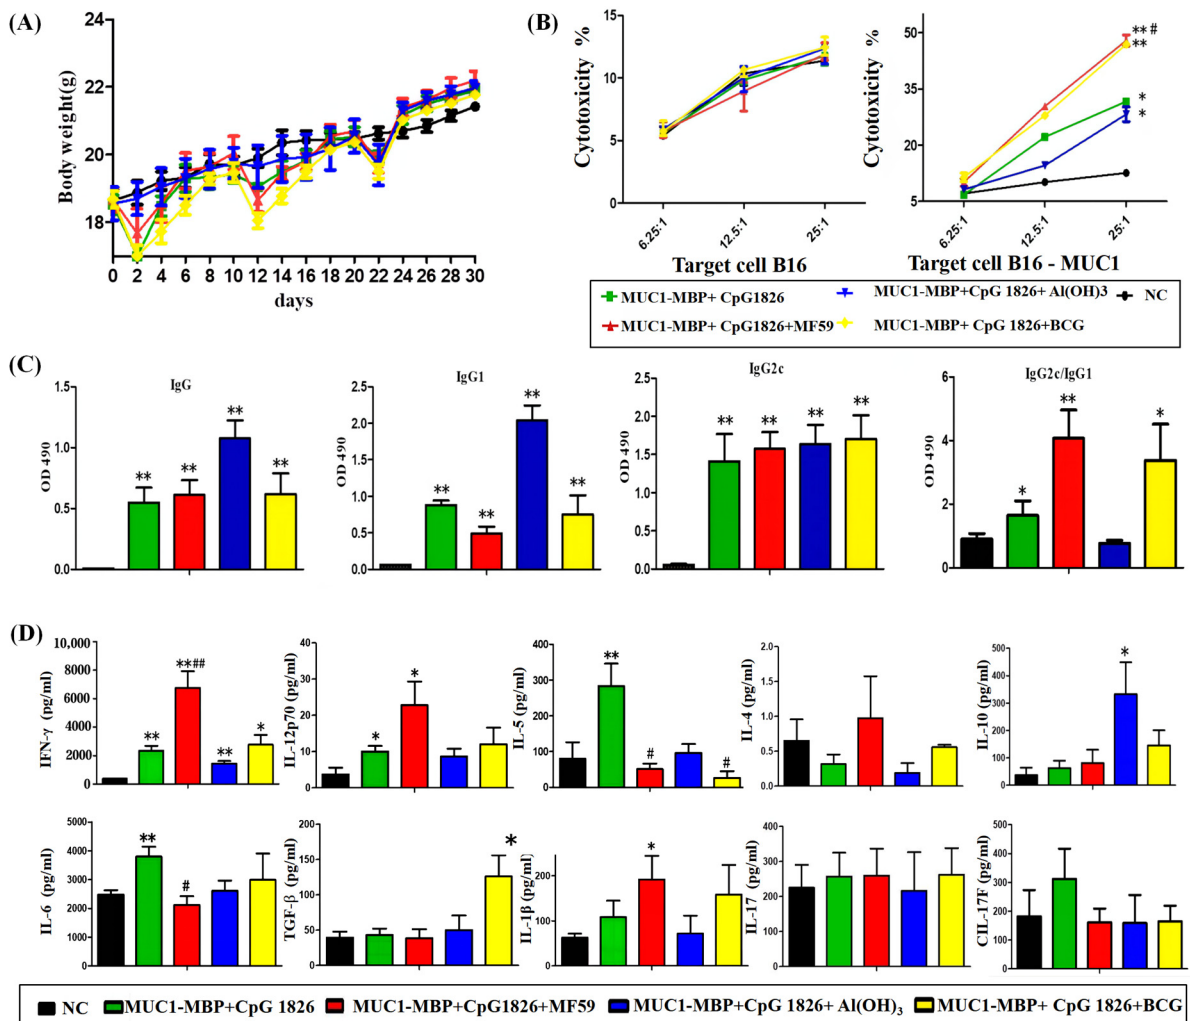 (A)
24
22
20
18
Body weight(g)
0 2 4 6 8 10 12 14 16 18 20 22 24 26 28 30
days
(B)
15
10
5
0
Cytotoxicity %
6.25:1
12.5:1
25:1
Target cell B16
50
35
20
5
Cytotoxicity %
** #
**
*
*
6.25:1
12.5:1
25:1
Target cell B16 - MUC1
MUC1-MBP+ CpG1826
MUC1-MBP+CpG 1826+ Al(OH)3
NC
MUC1-MBP+ CpG1826+MF59
MUC1-MBP+ CpG 1826+BCG
(C)
IgG
1.5
1.0
0.5
0.0
OD 490
** ** ** **
IgG1
2.5
2.0
1.5
1.0
0.5
0.0
OD 490
** ** ** **
IgG2c
2.5
2.0
1.5
1.0
0.5
0.0
OD 490
** ** ** **
IgG2c/IgG1
6
4
2
0
OD 490
* ** *
(D)
10,000
8000
6000
4000
2000
0
IFN-γ (pg/ml)
** **## ** *
40
30
20
10
0
IL-12p70 (pg/ml)
* *
400
300
200
100
0
IL-5 (pg/ml)
** # #
2.0
1.5
1.0
0.5
0.0
IL-4 (pg/ml)
500
400
300
200
100
0
IL-10 (pg/ml)
*
5000
4000
3000
2000
1000
0
IL-6 (pg/ml)
** #
200
150
100
50
0
TGF-β (pg/ml)
*
200
100
0
IL-1β (pg/ml)
*
400
300
200
100
0
IL-17 (pg/ml)
500
400
300
200
100
0
CIL-17F (pg/ml)
NC MUC1-MBP+CpG 1826 MUC1-MBP+CpG1826+MF59 MUC1-MBP+CpG 1826+ Al(OH)₃ MUC1-MBP+ CpG 1826+BCG